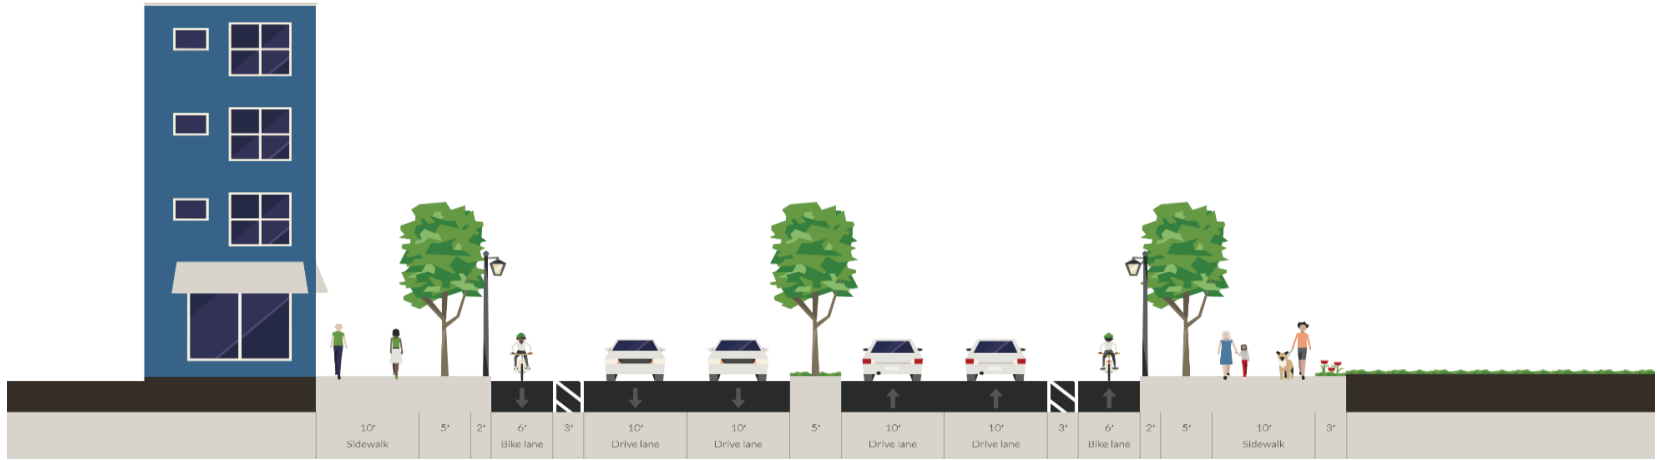 10' 5' 2' 6' 3' 10' 10' 5' 10' 10' 3' 6' 2' 5' 10' 3'
Sidewalk Bike lane Drive lane Drive lane Drive lane Drive lane Bike lane Sidewalk